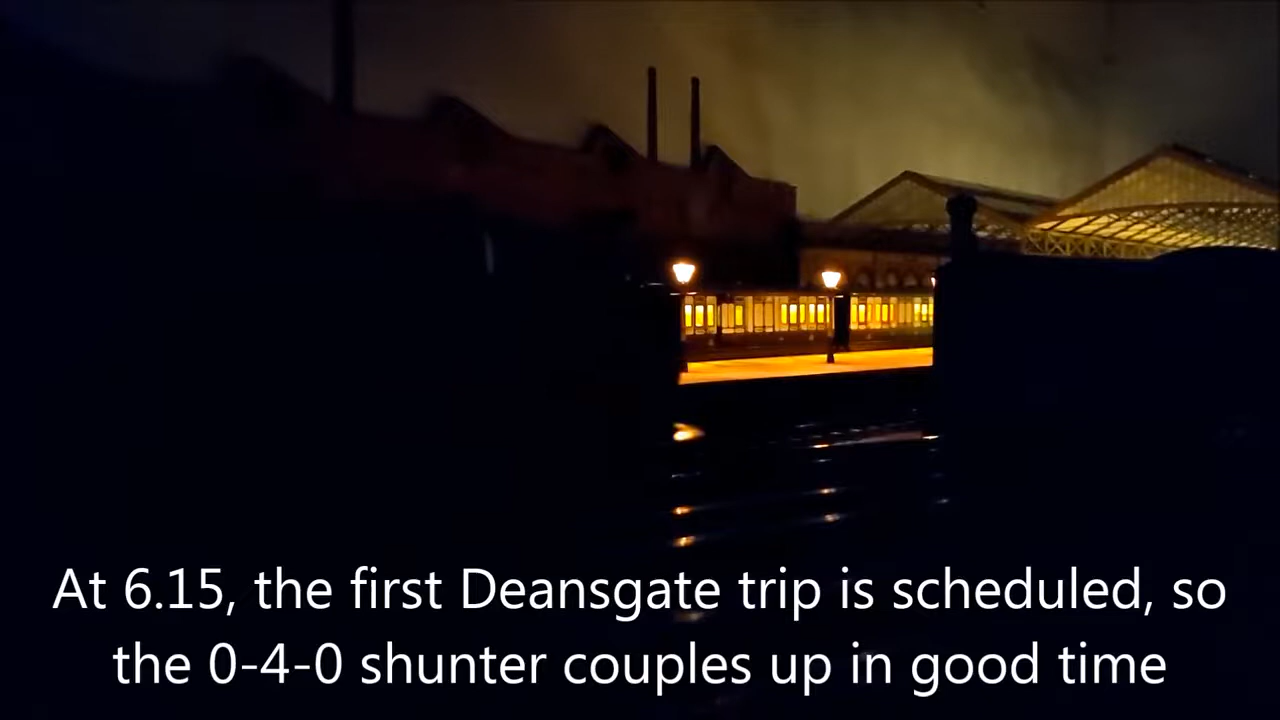 At 6.15, the first Deansgate trip is scheduled, so
the 0-4-0 shunter couples up in good time